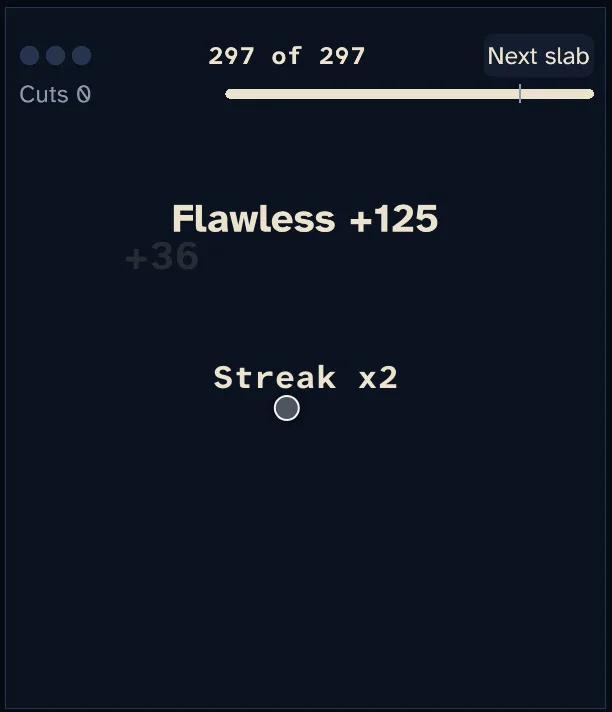 297 of 297
Next slab
Cuts 0
Flawless +125
+36
Streak x2